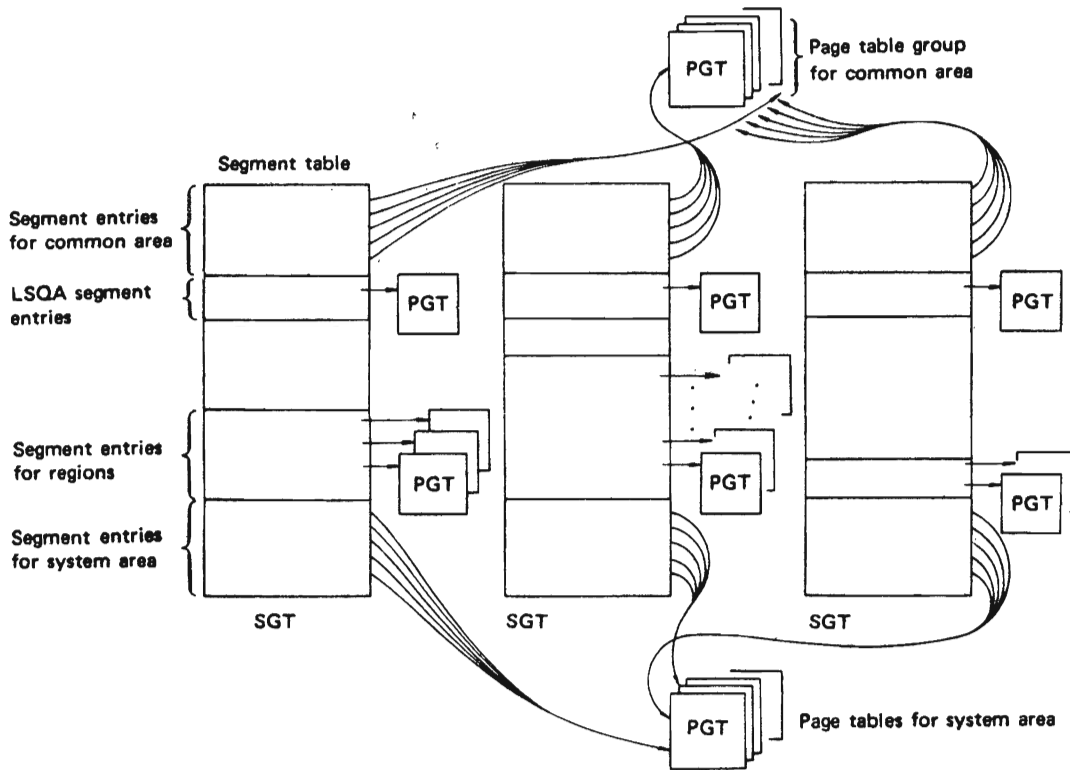 PGT
Page table group
for common area
Segment table
Segment entries
for common area
LSQA segment
entries
PGT
PGT
PGT
Segment entries
for regions
PGT
PGT
PGT
Segment entries
for system area
SGT
SGT
SGT
PGT
Page tables for system area